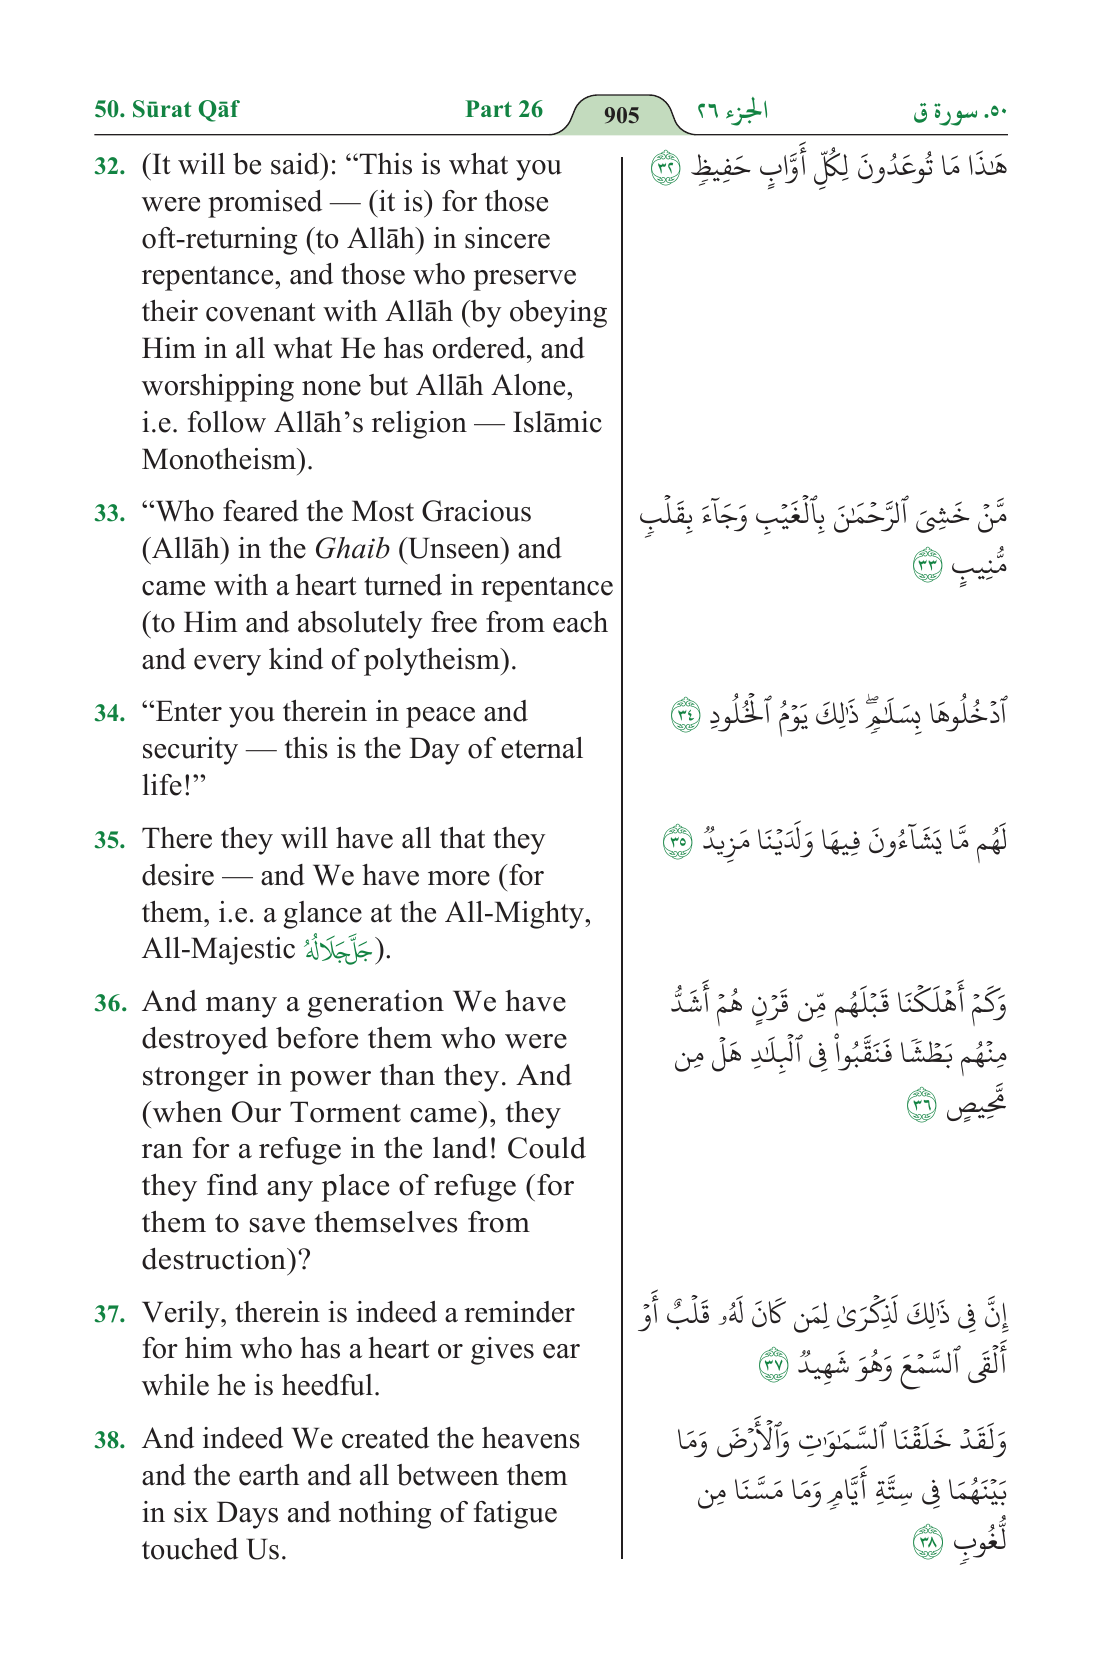 50. Sūrat Qāf Part 26 905 الجزء ٢٦ ٥٠. سورة ق
32. (It will be said): “This is what you
were promised — (it is) for those
oft-returning (to Allāh) in sincere
repentance, and those who preserve
their covenant with Allāh (by obeying
Him in all what He has ordered, and
worshipping none but Allāh Alone,
i.e. follow Allāh’s religion — Islāmic
Monotheism).
هَٰذَا مَا تُوعَدُونَ لِكُلِّ أَوَّابٍ حَفِيظٖ ٣٢
33. “Who feared the Most Gracious
(Allāh) in the Ghaib (Unseen) and
came with a heart turned in repentance
(to Him and absolutely free from each
and every kind of polytheism).
مَّنۡ خَشِيَ ٱلرَّحۡمَٰنَ بِٱلۡغَيۡبِ وَجَآءَ بِقَلۡبٖ
مُّنِيبٍ ٣٣
34. “Enter you therein in peace and
security — this is the Day of eternal
life!”
ٱدۡخُلُوهَا بِسَلَٰمٖۖ ذَٰلِكَ يَوۡمُ ٱلۡخُلُودِ ٣٤
35. There they will have all that they
desire — and We have more (for
them, i.e. a glance at the All-Mighty,
All-Majestic جَلَّ جَلَالُهُ).
لَهُم مَّا يَشَآءُونَ فِيهَا وَلَدَيۡنَا مَزِيدٞ ٣٥
36. And many a generation We have
destroyed before them who were
stronger in power than they. And
(when Our Torment came), they
ran for a refuge in the land! Could
they find any place of refuge (for
them to save themselves from
destruction)?
وَكَمۡ أَهۡلَكۡنَا قَبۡلَهُم مِّن قَرۡنٍ هُمۡ أَشَدُّ
مِنۡهُم بَطۡشٗا فَنَقَّبُواْ فِي ٱلۡبِلَٰدِ هَلۡ مِن
مَّحِيصٍ ٣٦
37. Verily, therein is indeed a reminder
for him who has a heart or gives ear
while he is heedful.
إِنَّ فِي ذَٰلِكَ لَذِكۡرَىٰ لِمَن كَانَ لَهُۥ قَلۡبٌ أَوۡ
أَلۡقَى ٱلسَّمۡعَ وَهُوَ شَهِيدٞ ٣٧
38. And indeed We created the heavens
and the earth and all between them
in six Days and nothing of fatigue
touched Us.
وَلَقَدۡ خَلَقۡنَا ٱلسَّمَٰوَٰتِ وَٱلۡأَرۡضَ وَمَا
بَيۡنَهُمَا فِي سِتَّةِ أَيَّامٖ وَمَا مَسَّنَا مِن
لُّغُوبٖ ٣٨